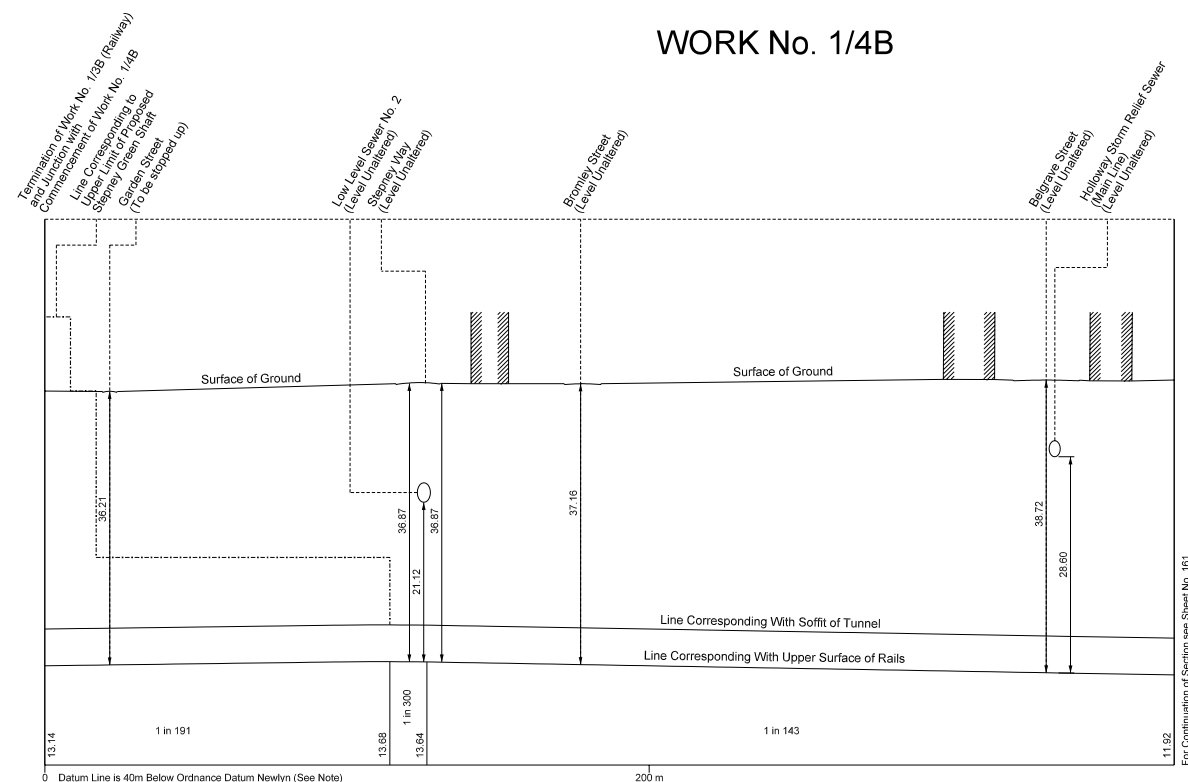 WORK No. 1/4B
Termination of Work No. 1/3B (Railway)
and Junction with
Commencement of Work No. 1/4B
Line Corresponding to
Upper Limit of Proposed
Stepney Green Shaft
Garden Street
(To be stopped up)
Low Level Sewer No. 2
(Level Unaltered)
Stepney Way
(Level Unaltered)
Bromley Street
(Level Unaltered)
Belgrave Street
(Level Unaltered)
Holloway Storm Relief Sewer
(Main Line)
(Level Unaltered)
Surface of Ground
Surface of Ground
36.21
36.87
21.12
36.87
37.16
38.72
28.60
Line Corresponding With Soffit of Tunnel
Line Corresponding With Upper Surface of Rails
13.14
1 in 191
13.68
1 in 300
13.64
1 in 143
11.92
For Continuation of Section see Sheet No. 161
0
Datum Line is 40m Below Ordnance Datum Newlyn (See Note)
200 m